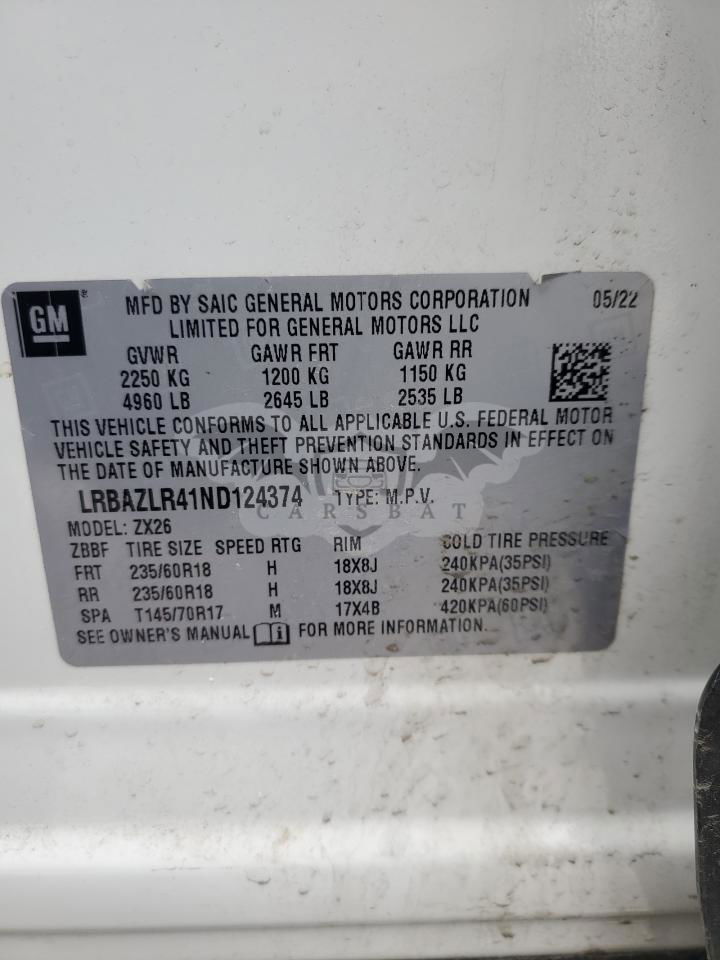 GM ®
MFD BY SAIC GENERAL MOTORS CORPORATION 05/22
LIMITED FOR GENERAL MOTORS LLC
GVWR GAWR FRT GAWR RR
2250 KG 1200 KG 1150 KG
4960 LB 2645 LB 2535 LB
THIS VEHICLE CONFORMS TO ALL APPLICABLE U.S. FEDERAL MOTOR
VEHICLE SAFETY AND THEFT PREVENTION STANDARDS IN EFFECT ON
THE DATE OF MANUFACTURE SHOWN ABOVE.
LRBAZLR41ND124374 TYPE: M.P.V.
CARSBAT
MODEL: ZX26
ZBBF TIRE SIZE SPEED RTG RIM COLD TIRE PRESSURE
FRT 235/60R18 H 18X8J 240KPA(35PSI)
RR 235/60R18 H 18X8J 240KPA(35PSI)
SPA T145/70R17 M 17X4B 420KPA(60PSI)
SEE OWNER'S MANUAL FOR MORE INFORMATION.